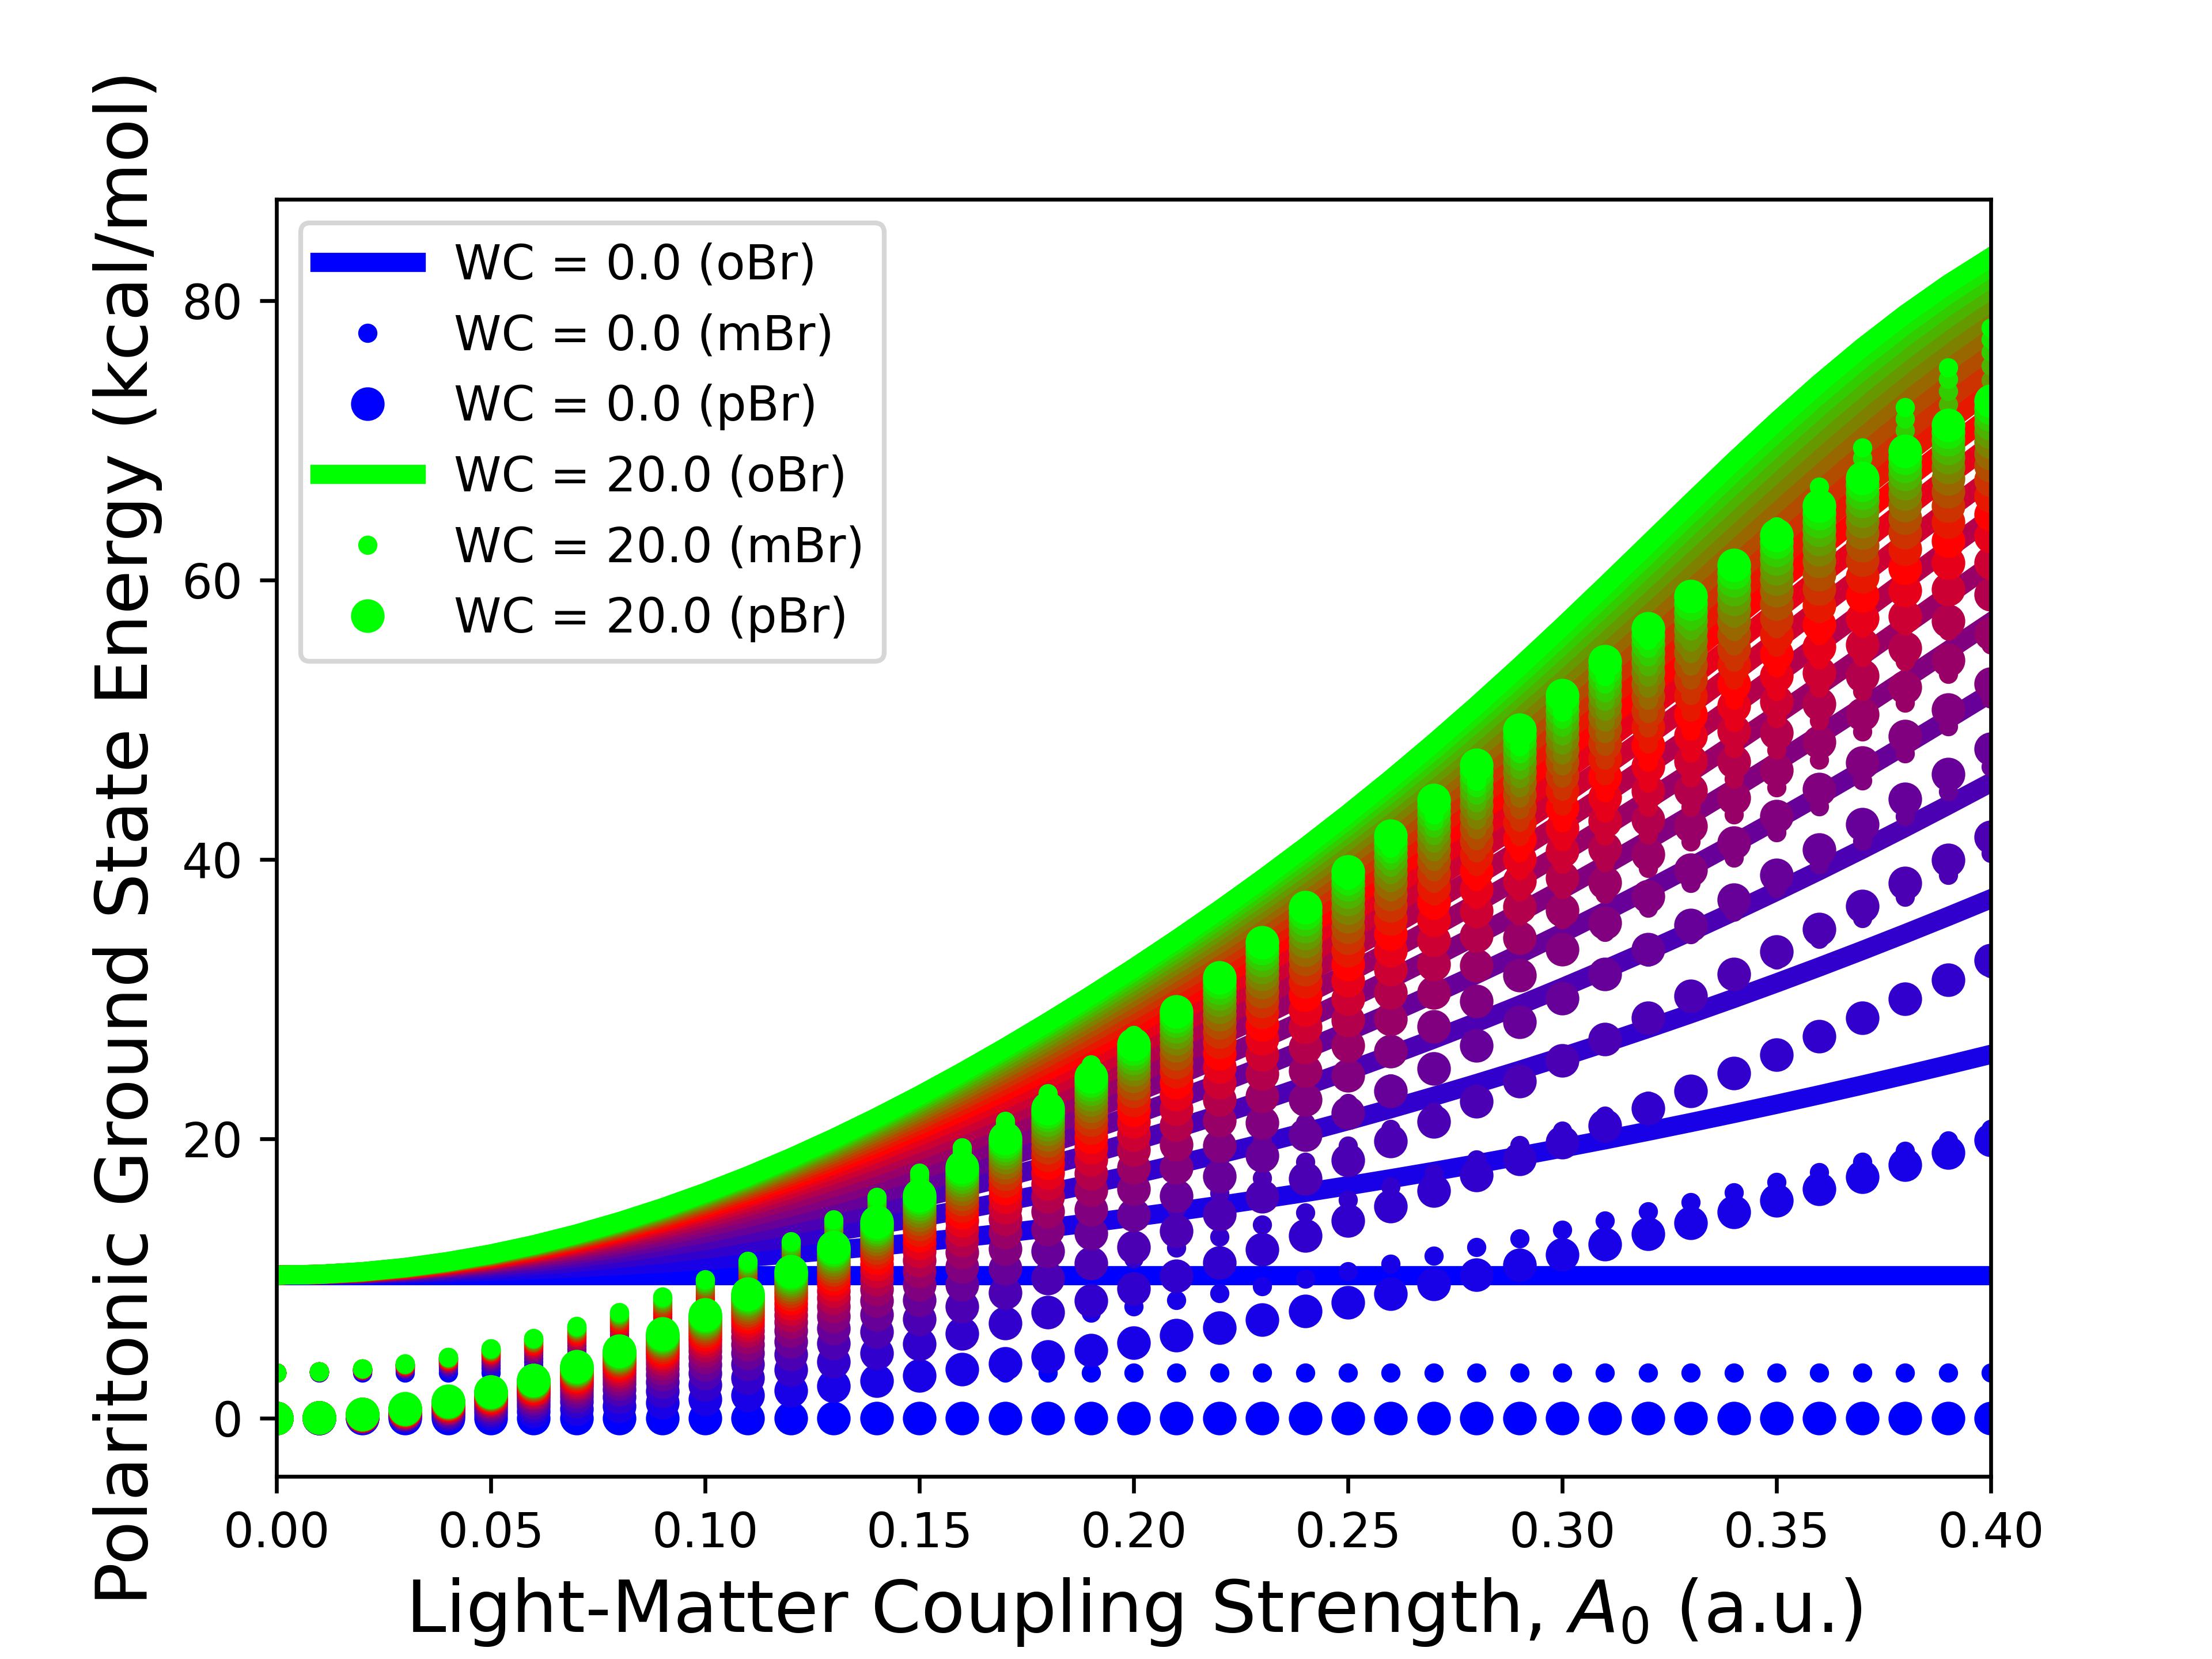 Polaritonic Ground State Energy (kcal/mol)
80
60
40
20
0
WC = 0.0 (oBr)
WC = 0.0 (mBr)
WC = 0.0 (pBr)
WC = 20.0 (oBr)
WC = 20.0 (mBr)
WC = 20.0 (pBr)
0.00 0.05 0.10 0.15 0.20 0.25 0.30 0.35 0.40
Light-Matter Coupling Strength, A₀ (a.u.)